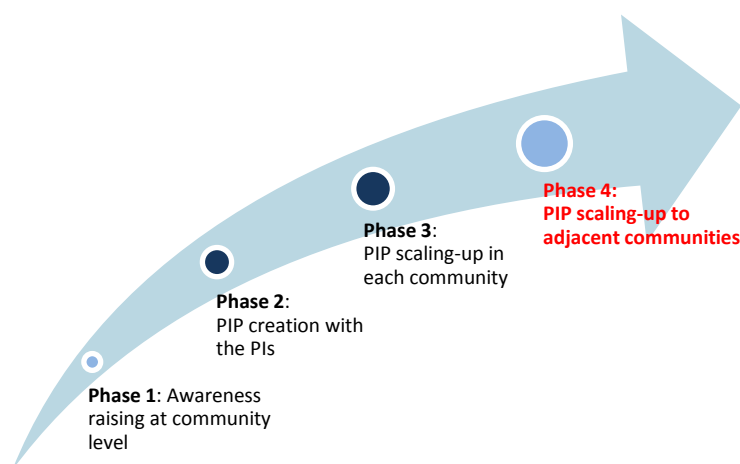 Phase 1: Awareness
raising at community
level
Phase 2:
PIP creation with
the PIs
Phase 3:
PIP scaling-up in
each community
Phase 4:
PIP scaling-up to
adjacent communities